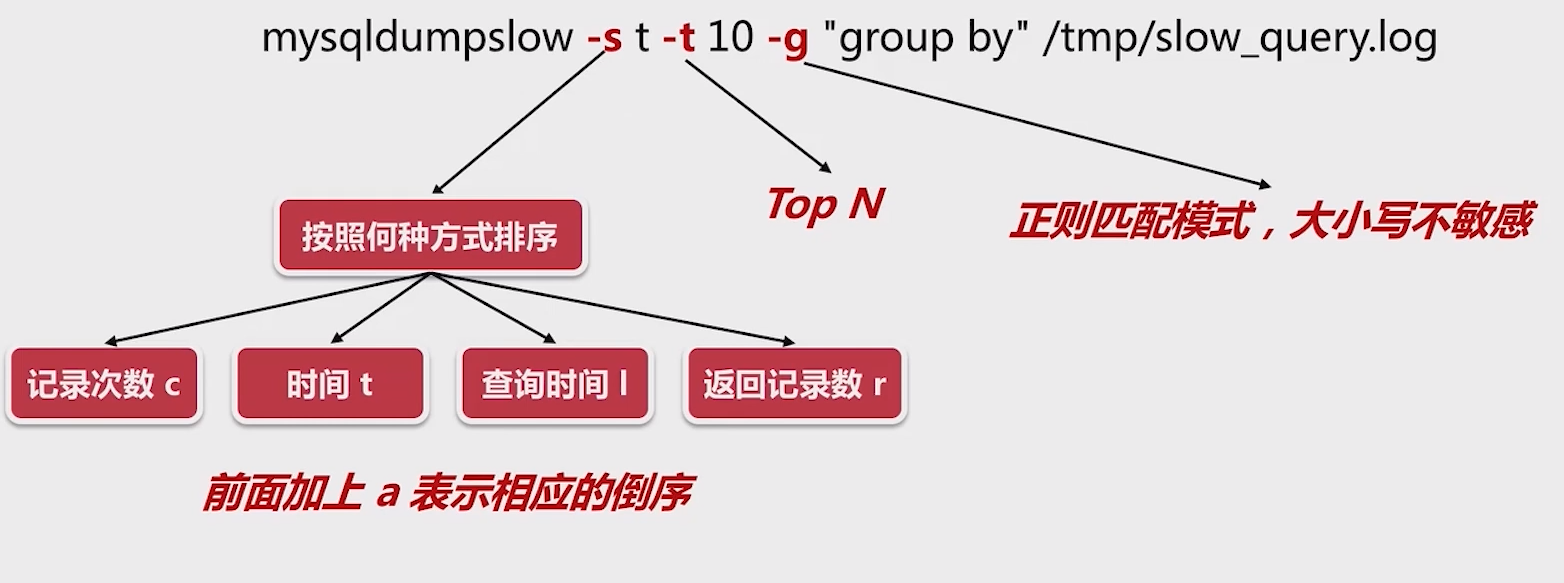 mysqldumpslow -s t -t 10 -g "group by" /tmp/slow_query.log
Top N
正则匹配模式，大小写不敏感
按照何种方式排序
记录次数 c
时间 t
查询时间 l
返回记录数 r
前面加上 a 表示相应的倒序